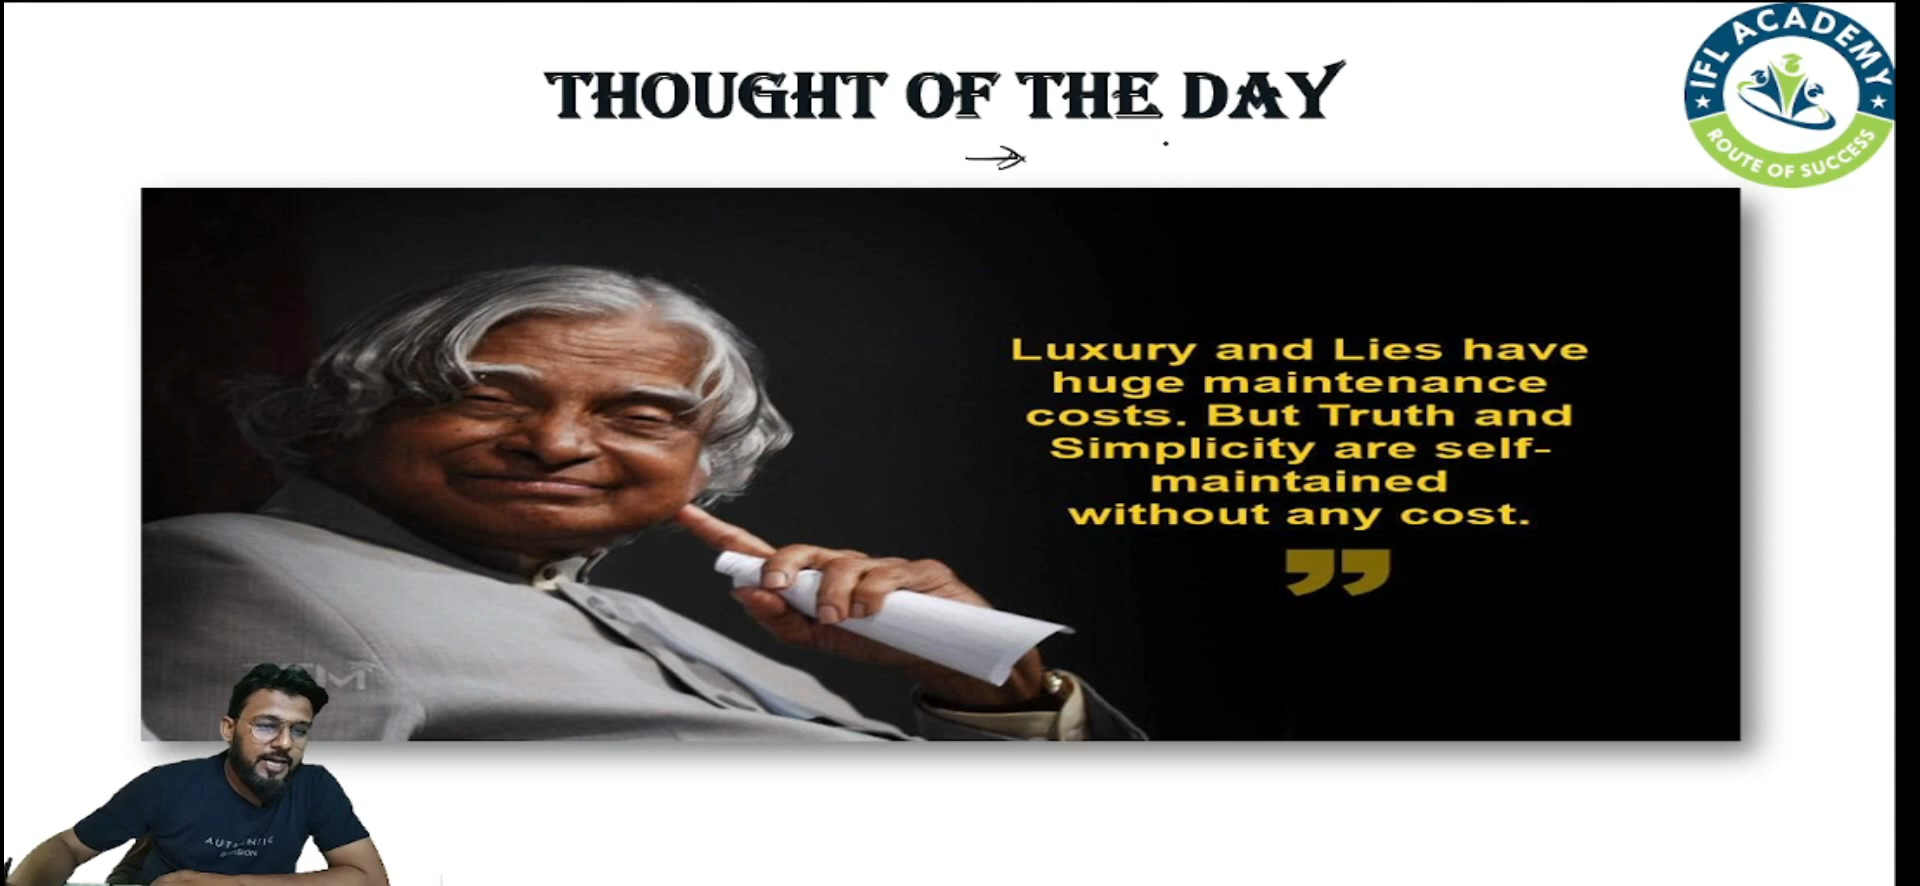 THOUGHT OF THE DAY
IFL ACADEMY
ROUTE OF SUCCESS
Luxury and Lies have
huge maintenance
costs. But Truth and
Simplicity are self-
maintained
without any cost.
”